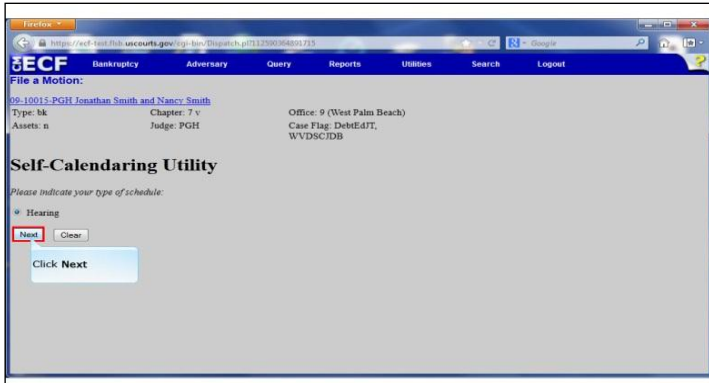 Firefox
https://ecf-test.flsb.uscourts.gov/cgi-bin/Dispatch.pl?112590364891715
Google
ECF Bankruptcy Adversary Query Reports Utilities Search Logout ?
File a Motion:
09-10015-PGH Jonathan Smith and Nancy Smith
Type: bk Chapter: 7 v Office: 9 (West Palm Beach)
Assets: n Judge: PGH Case Flag: DebtEdJT,
WVDSCJDB
Self-Calendaring Utility
Please indicate your type of schedule:
Hearing
Next Clear
Click Next